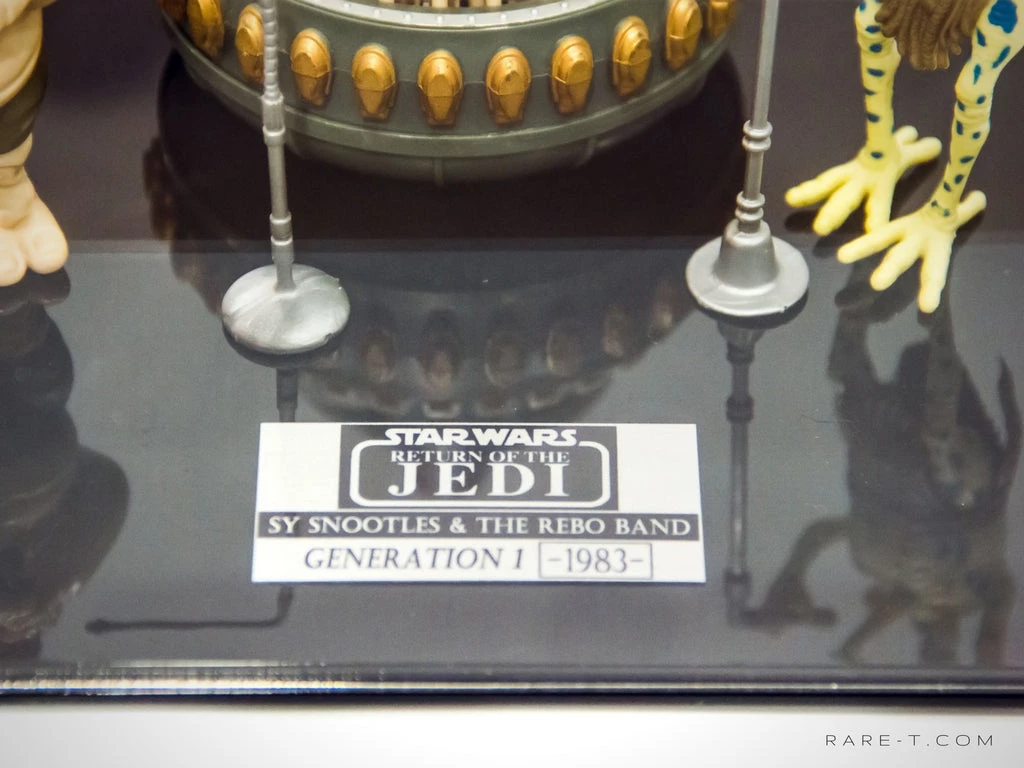 STAR WARS
RETURN OF THE
JEDI
SY SNOOTLES & THE REBO BAND
GENERATION 1 -1983-
RARE-T.COM